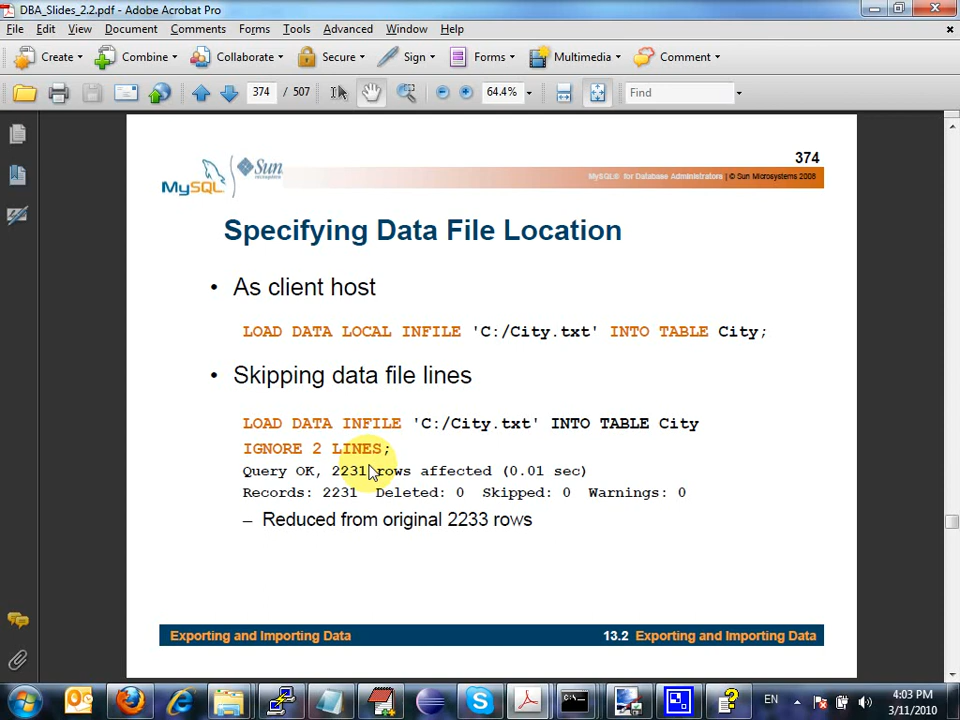 DBA_Slides_2.2.pdf - Adobe Acrobat Pro
File Edit View Document Comments Forms Tools Advanced Window Help
Create Combine Collaborate Secure Sign Forms Multimedia Comment
374 / 507 64.4% Find
374
MySQL Sun microsystems
MySQL® for Database Administrators | © Sun Microsystems 2008
Specifying Data File Location
• As client host
LOAD DATA LOCAL INFILE 'C:/City.txt' INTO TABLE City;
• Skipping data file lines
LOAD DATA INFILE 'C:/City.txt' INTO TABLE City
IGNORE 2 LINES;
Query OK, 2231 rows affected (0.01 sec)
Records: 2231 Deleted: 0 Skipped: 0 Warnings: 0
– Reduced from original 2233 rows
Exporting and Importing Data 13.2 Exporting and Importing Data
EN 4:03 PM
3/11/2010